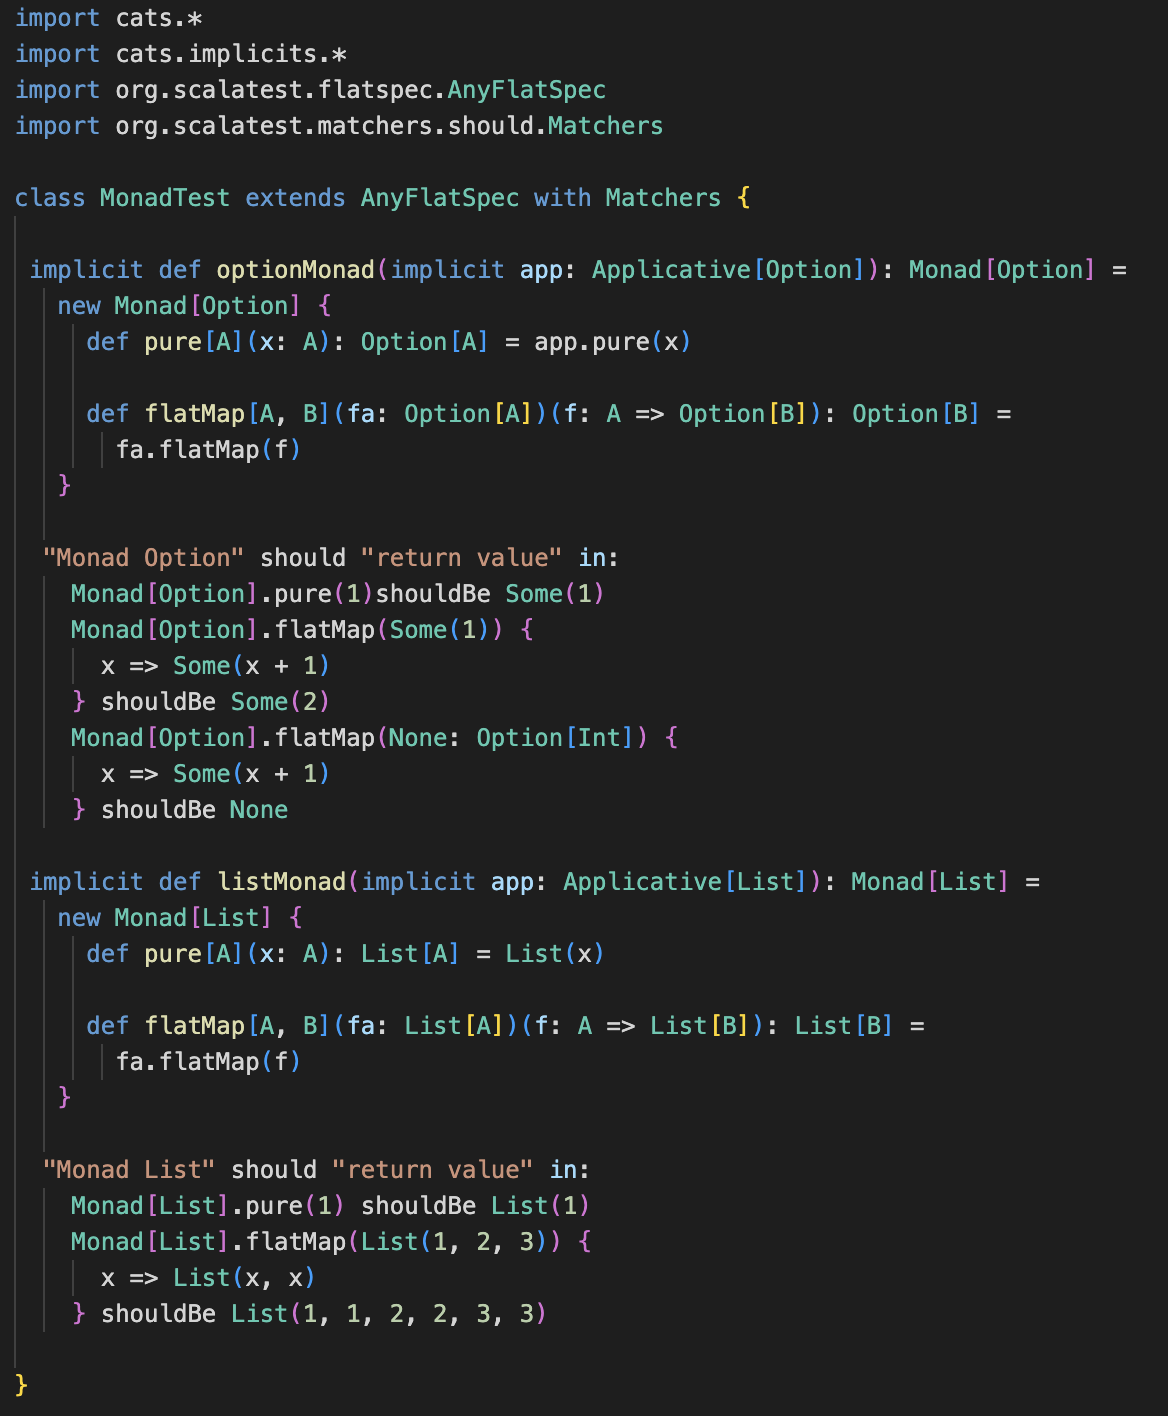 import cats.*
import cats.implicits.*
import org.scalatest.flatspec.AnyFlatSpec
import org.scalatest.matchers.should.Matchers

class MonadTest extends AnyFlatSpec with Matchers {

 implicit def optionMonad(implicit app: Applicative[Option]): Monad[Option] =
   new Monad[Option] {
     def pure[A](x: A): Option[A] = app.pure(x)

     def flatMap[A, B](fa: Option[A])(f: A => Option[B]): Option[B] =
       fa.flatMap(f)
   }

  "Monad Option" should "return value" in:
    Monad[Option].pure(1)shouldBe Some(1)
    Monad[Option].flatMap(Some(1)) {
      x => Some(x + 1)
    } shouldBe Some(2)
    Monad[Option].flatMap(None: Option[Int]) {
      x => Some(x + 1)
    } shouldBe None

 implicit def listMonad(implicit app: Applicative[List]): Monad[List] =
   new Monad[List] {
     def pure[A](x: A): List[A] = List(x)

     def flatMap[A, B](fa: List[A])(f: A => List[B]): List[B] =
       fa.flatMap(f)
   }

  "Monad List" should "return value" in:
    Monad[List].pure(1) shouldBe List(1)
    Monad[List].flatMap(List(1, 2, 3)) {
      x => List(x, x)
    } shouldBe List(1, 1, 2, 2, 3, 3)

}